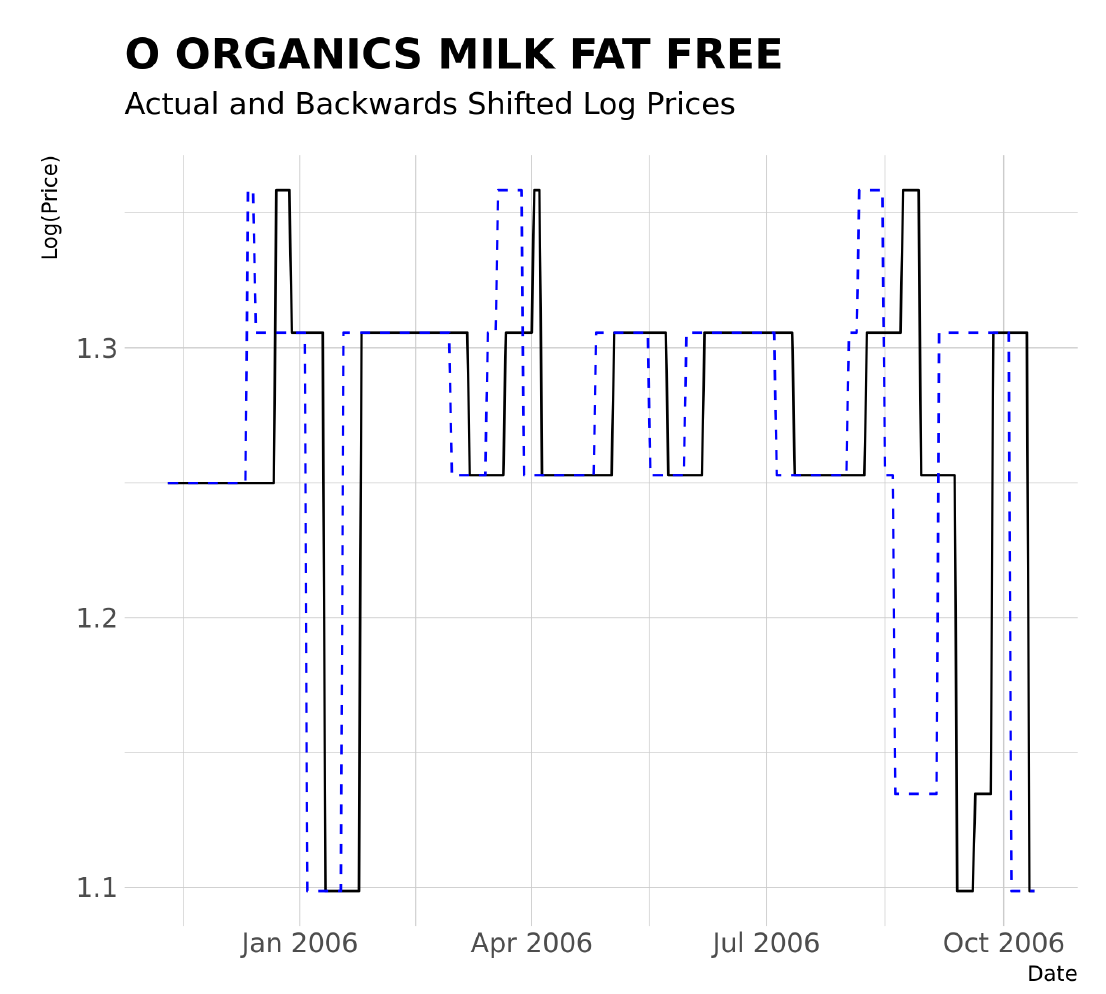 O ORGANICS MILK FAT FREE
Actual and Backwards Shifted Log Prices
Log(Price)
1.3
1.2
1.1
Jan 2006
Apr 2006
Jul 2006
Oct 2006
Date